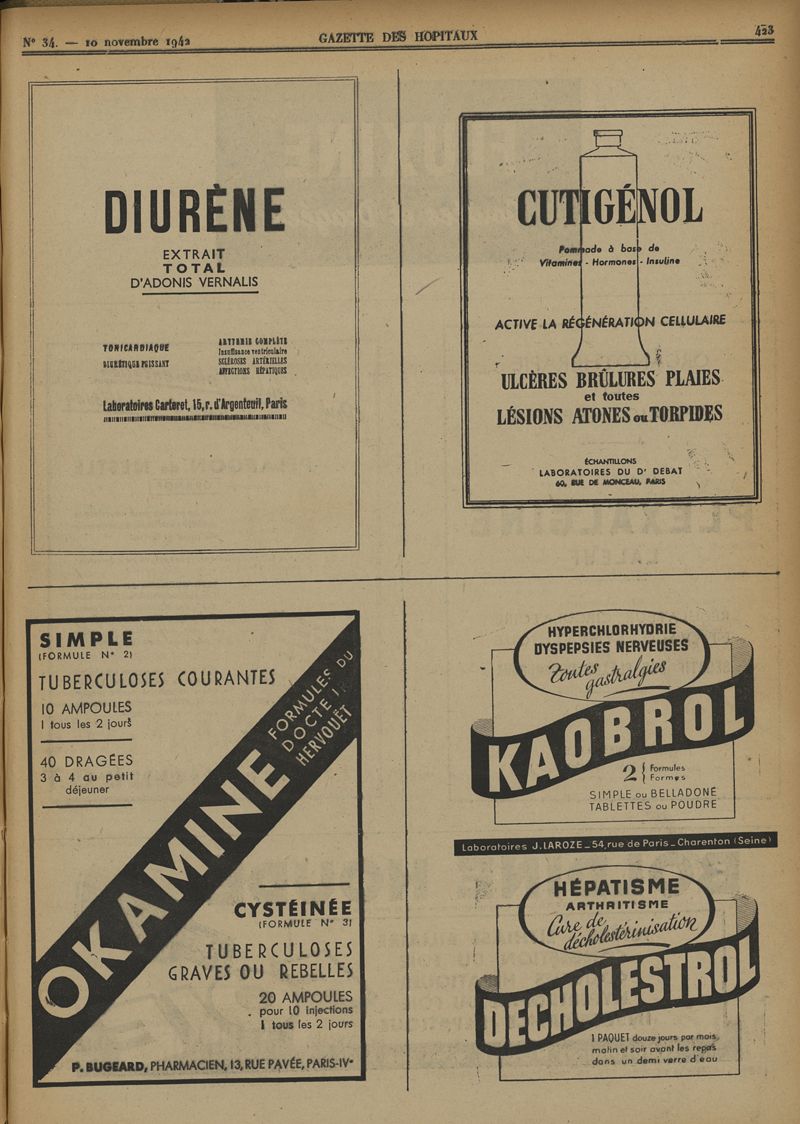 N° 34. — 10 novembre 1942
GAZETTE DES HOPITAUX
423
DIURÈNE
EXTRAIT
TOTAL
D'ADONIS VERNALIS
TONICARDIAQUE
DIURÉTIQUE PUISSANT
ARYTHMIE COMPLÈTE
Insuffisance ventriculaire
SCLÉROSES ARTÉRIELLES
AFFECTIONS HÉPATIQUES
Laboratoires Carteret, 15, r. d'Argenteuil, Paris
CUTIGÉNOL
Pommade à base de
Vitamines - Hormones - Insuline
ACTIVE LA RÉGÉNÉRATION CELLULAIRE
ULCÈRES BRÛLURES PLAIES
et toutes
LÉSIONS ATONES ou TORPIDES
ÉCHANTILLONS
LABORATOIRES DU Dr DEBAT
60, RUE DE MONCEAU, PARIS
SIMPLE
(FORMULE N° 2)
TUBERCULOSES COURANTES
10 AMPOULES
1 tous les 2 jours
40 DRAGÉES
3 à 4 au petit
déjeuner
OKAMINE
FORMULES DU
DOCTE
HERVOUËT
CYSTÉINÉE
(FORMULE N° 3)
TUBERCULOSES
GRAVES OU REBELLES
20 AMPOULES
pour 10 injections
1 tous les 2 jours
P. BUGEARD, PHARMACIEN, 13, RUE PAVÉE, PARIS-IVe
HYPERCHLORHYDRIE
DYSPEPSIES NERVEUSES
Toutes
gastralgies
KAOBROL
2 { Formules
Formes
SIMPLE ou BELLADONÉ
TABLETTES ou POUDRE
Laboratoires J. LAROZE _ 54, rue de Paris _ Charenton (Seine)
HÉPATISME
ARTHRITISME
Cure de
décholestérinisation
DECHOLESTROL
1 PAQUET douze jours par mois
matin et soir avant les repas
dans un demi verre d'eau